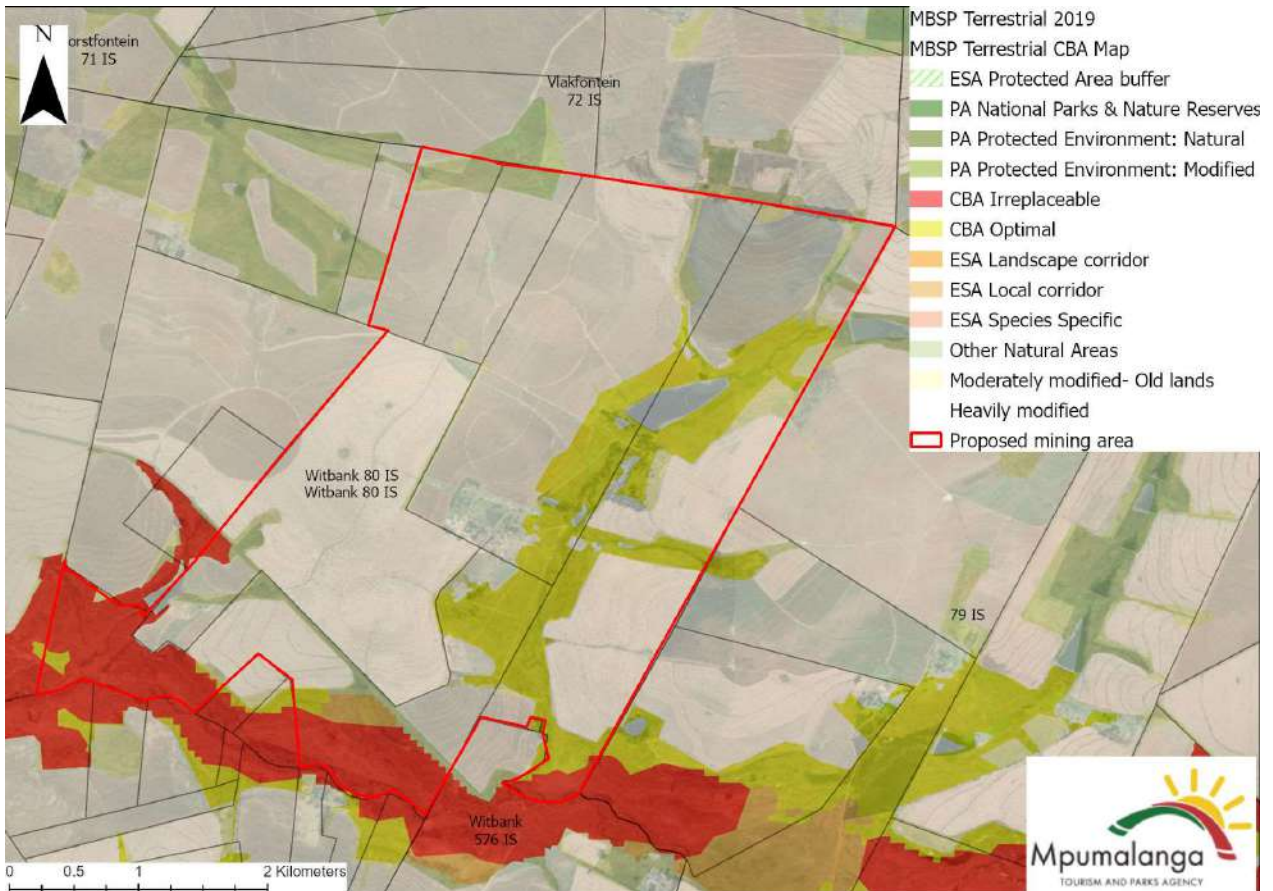 MBSP Terrestrial 2019
MBSP Terrestrial CBA Map
ESA Protected Area buffer
PA National Parks & Nature Reserves
PA Protected Environment: Natural
PA Protected Environment: Modified
CBA Irreplaceable
CBA Optimal
ESA Landscape corridor
ESA Local corridor
ESA Species Specific
Other Natural Areas
Moderately modified- Old lands
Heavily modified
Proposed mining area
N
orstfontein
71 IS
Vlakfontein
72 IS
Witbank 80 IS
Witbank 80 IS
79 IS
Witbank
576 IS
0 0.5 1 2 Kilometers
Mpumalanga
TOURISM AND PARKS AGENCY